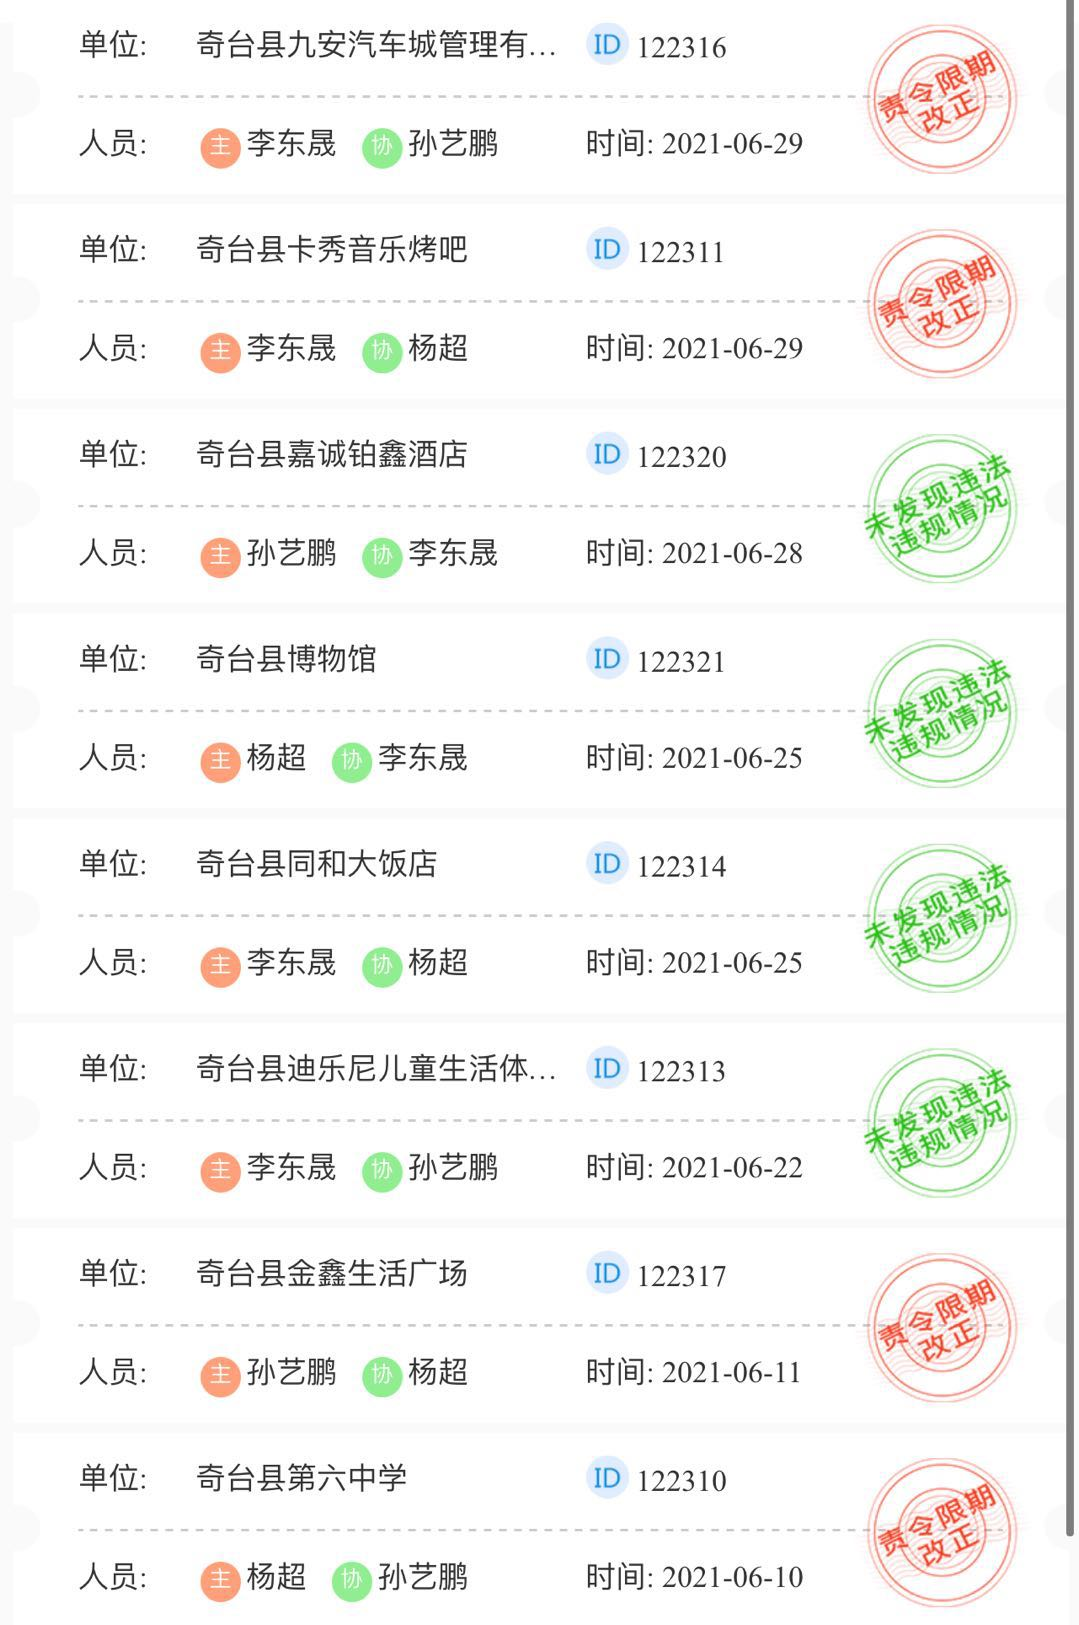 单位: 奇台县九安汽车城管理有... ID 122316
责令限期
改正
人员: 主 李东晟 协 孙艺鹏 时间: 2021-06-29
单位: 奇台县卡秀音乐烤吧 ID 122311
责令限期
改正
人员: 主 李东晟 协 杨超 时间: 2021-06-29
单位: 奇台县嘉诚铂鑫酒店 ID 122320
未发现违法
违规情况
人员: 主 孙艺鹏 协 李东晟 时间: 2021-06-28
单位: 奇台县博物馆 ID 122321
未发现违法
违规情况
人员: 主 杨超 协 李东晟 时间: 2021-06-25
单位: 奇台县同和大饭店 ID 122314
未发现违法
违规情况
人员: 主 李东晟 协 杨超 时间: 2021-06-25
单位: 奇台县迪乐尼儿童生活体... ID 122313
未发现违法
违规情况
人员: 主 李东晟 协 孙艺鹏 时间: 2021-06-22
单位: 奇台县金鑫生活广场 ID 122317
责令限期
改正
人员: 主 孙艺鹏 协 杨超 时间: 2021-06-11
单位: 奇台县第六中学 ID 122310
责令限期
改正
人员: 主 杨超 协 孙艺鹏 时间: 2021-06-10